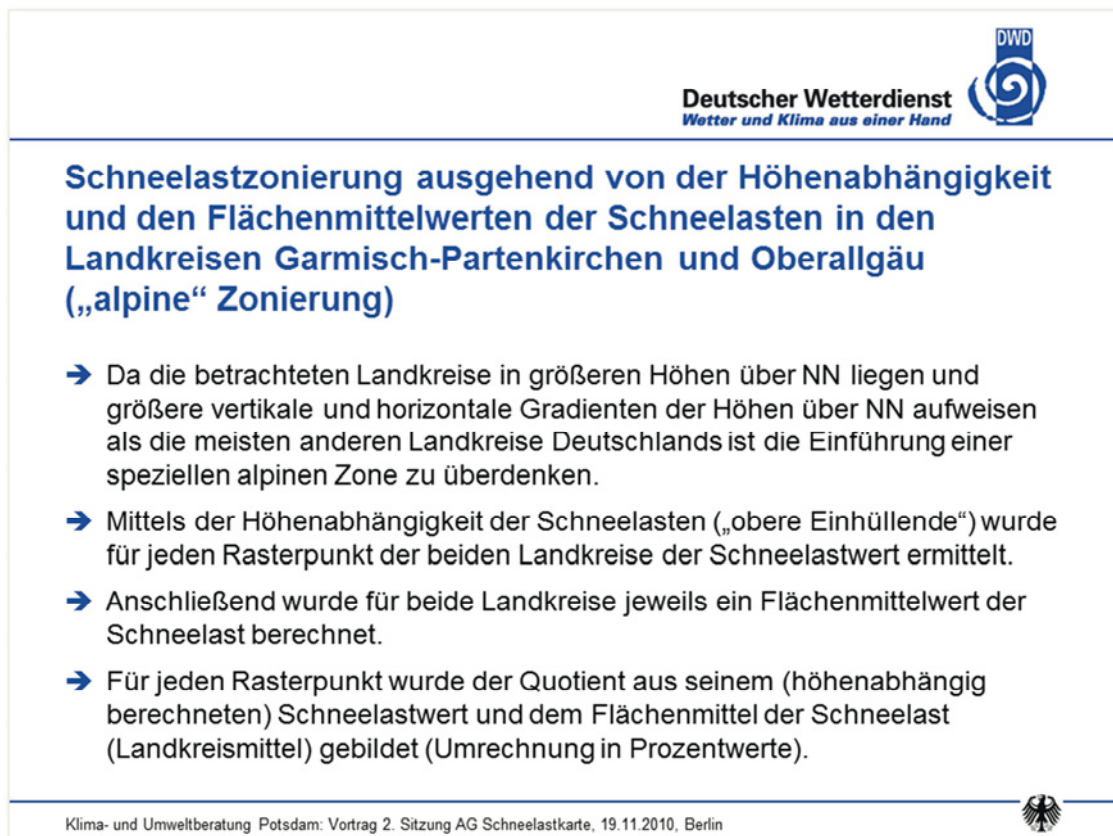 DWD
Deutscher Wetterdienst
Wetter und Klima aus einer Hand
Schneelastzonierung ausgehend von der Höhenabhängigkeit
und den Flächenmittelwerten der Schneelasten in den
Landkreisen Garmisch-Partenkirchen und Oberallgäu
(„alpine“ Zonierung)
➔ Da die betrachteten Landkreise in größeren Höhen über NN liegen und
größere vertikale und horizontale Gradienten der Höhen über NN aufweisen
als die meisten anderen Landkreise Deutschlands ist die Einführung einer
speziellen alpinen Zone zu überdenken.
➔ Mittels der Höhenabhängigkeit der Schneelasten („obere Einhüllende“) wurde
für jeden Rasterpunkt der beiden Landkreise der Schneelastwert ermittelt.
➔ Anschließend wurde für beide Landkreise jeweils ein Flächenmittelwert der
Schneelast berechnet.
➔ Für jeden Rasterpunkt wurde der Quotient aus seinem (höhenabhängig
berechneten) Schneelastwert und dem Flächenmittel der Schneelast
(Landkreismittel) gebildet (Umrechnung in Prozentwerte).
Klima- und Umweltberatung Potsdam: Vortrag 2. Sitzung AG Schneelastkarte, 19.11.2010, Berlin